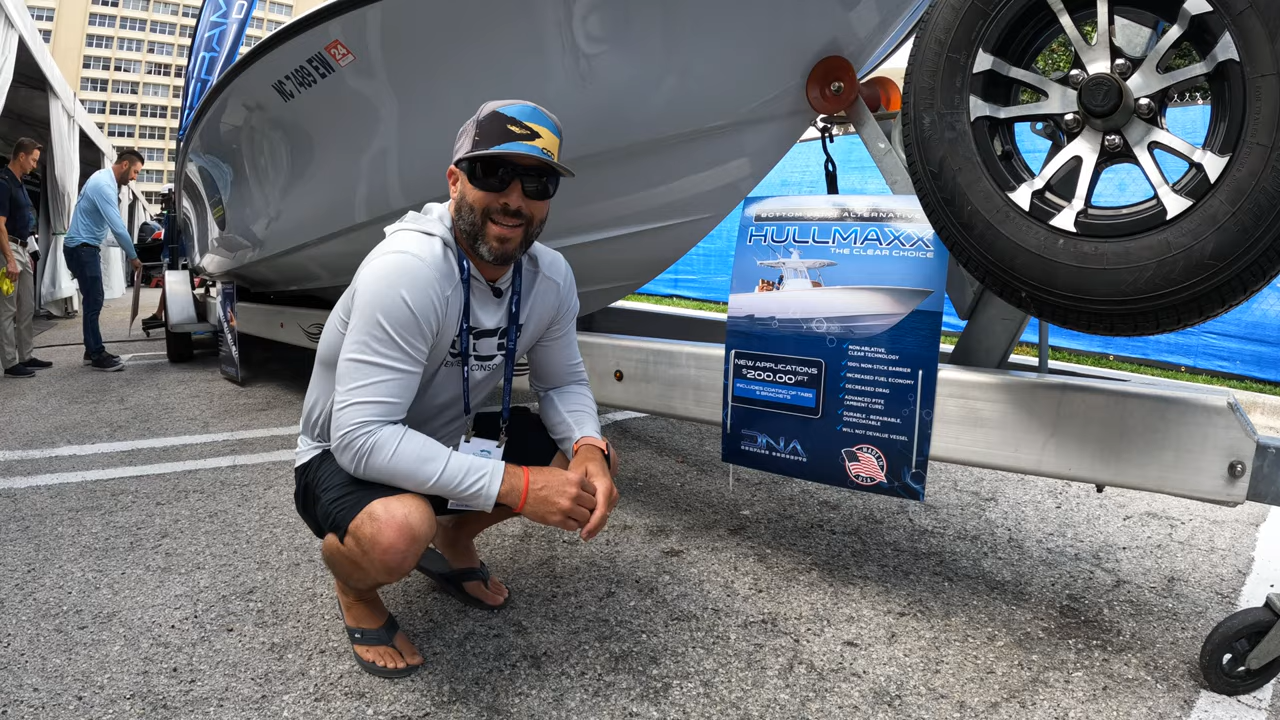 NC 7489 EW
24
BOTTOM PAINT ALTERNATIVE
HULLMAXX
THE CLEAR CHOICE
NON-ABLATIVE,
CLEAR TECHNOLOGY
100% NON-STICK BARRIER
INCREASED FUEL ECONOMY
DECREASED DRAG
ADVANCED PTFE
(AMBIENT CURE)
DURABLE - REPAIRABLE,
OVERCOATABLE
WILL NOT DEVALUE VESSEL
NEW APPLICATIONS
$200.00/FT
INCLUDES COATING OF TABS
& BRACKETS
DNA
MADE IN
USA